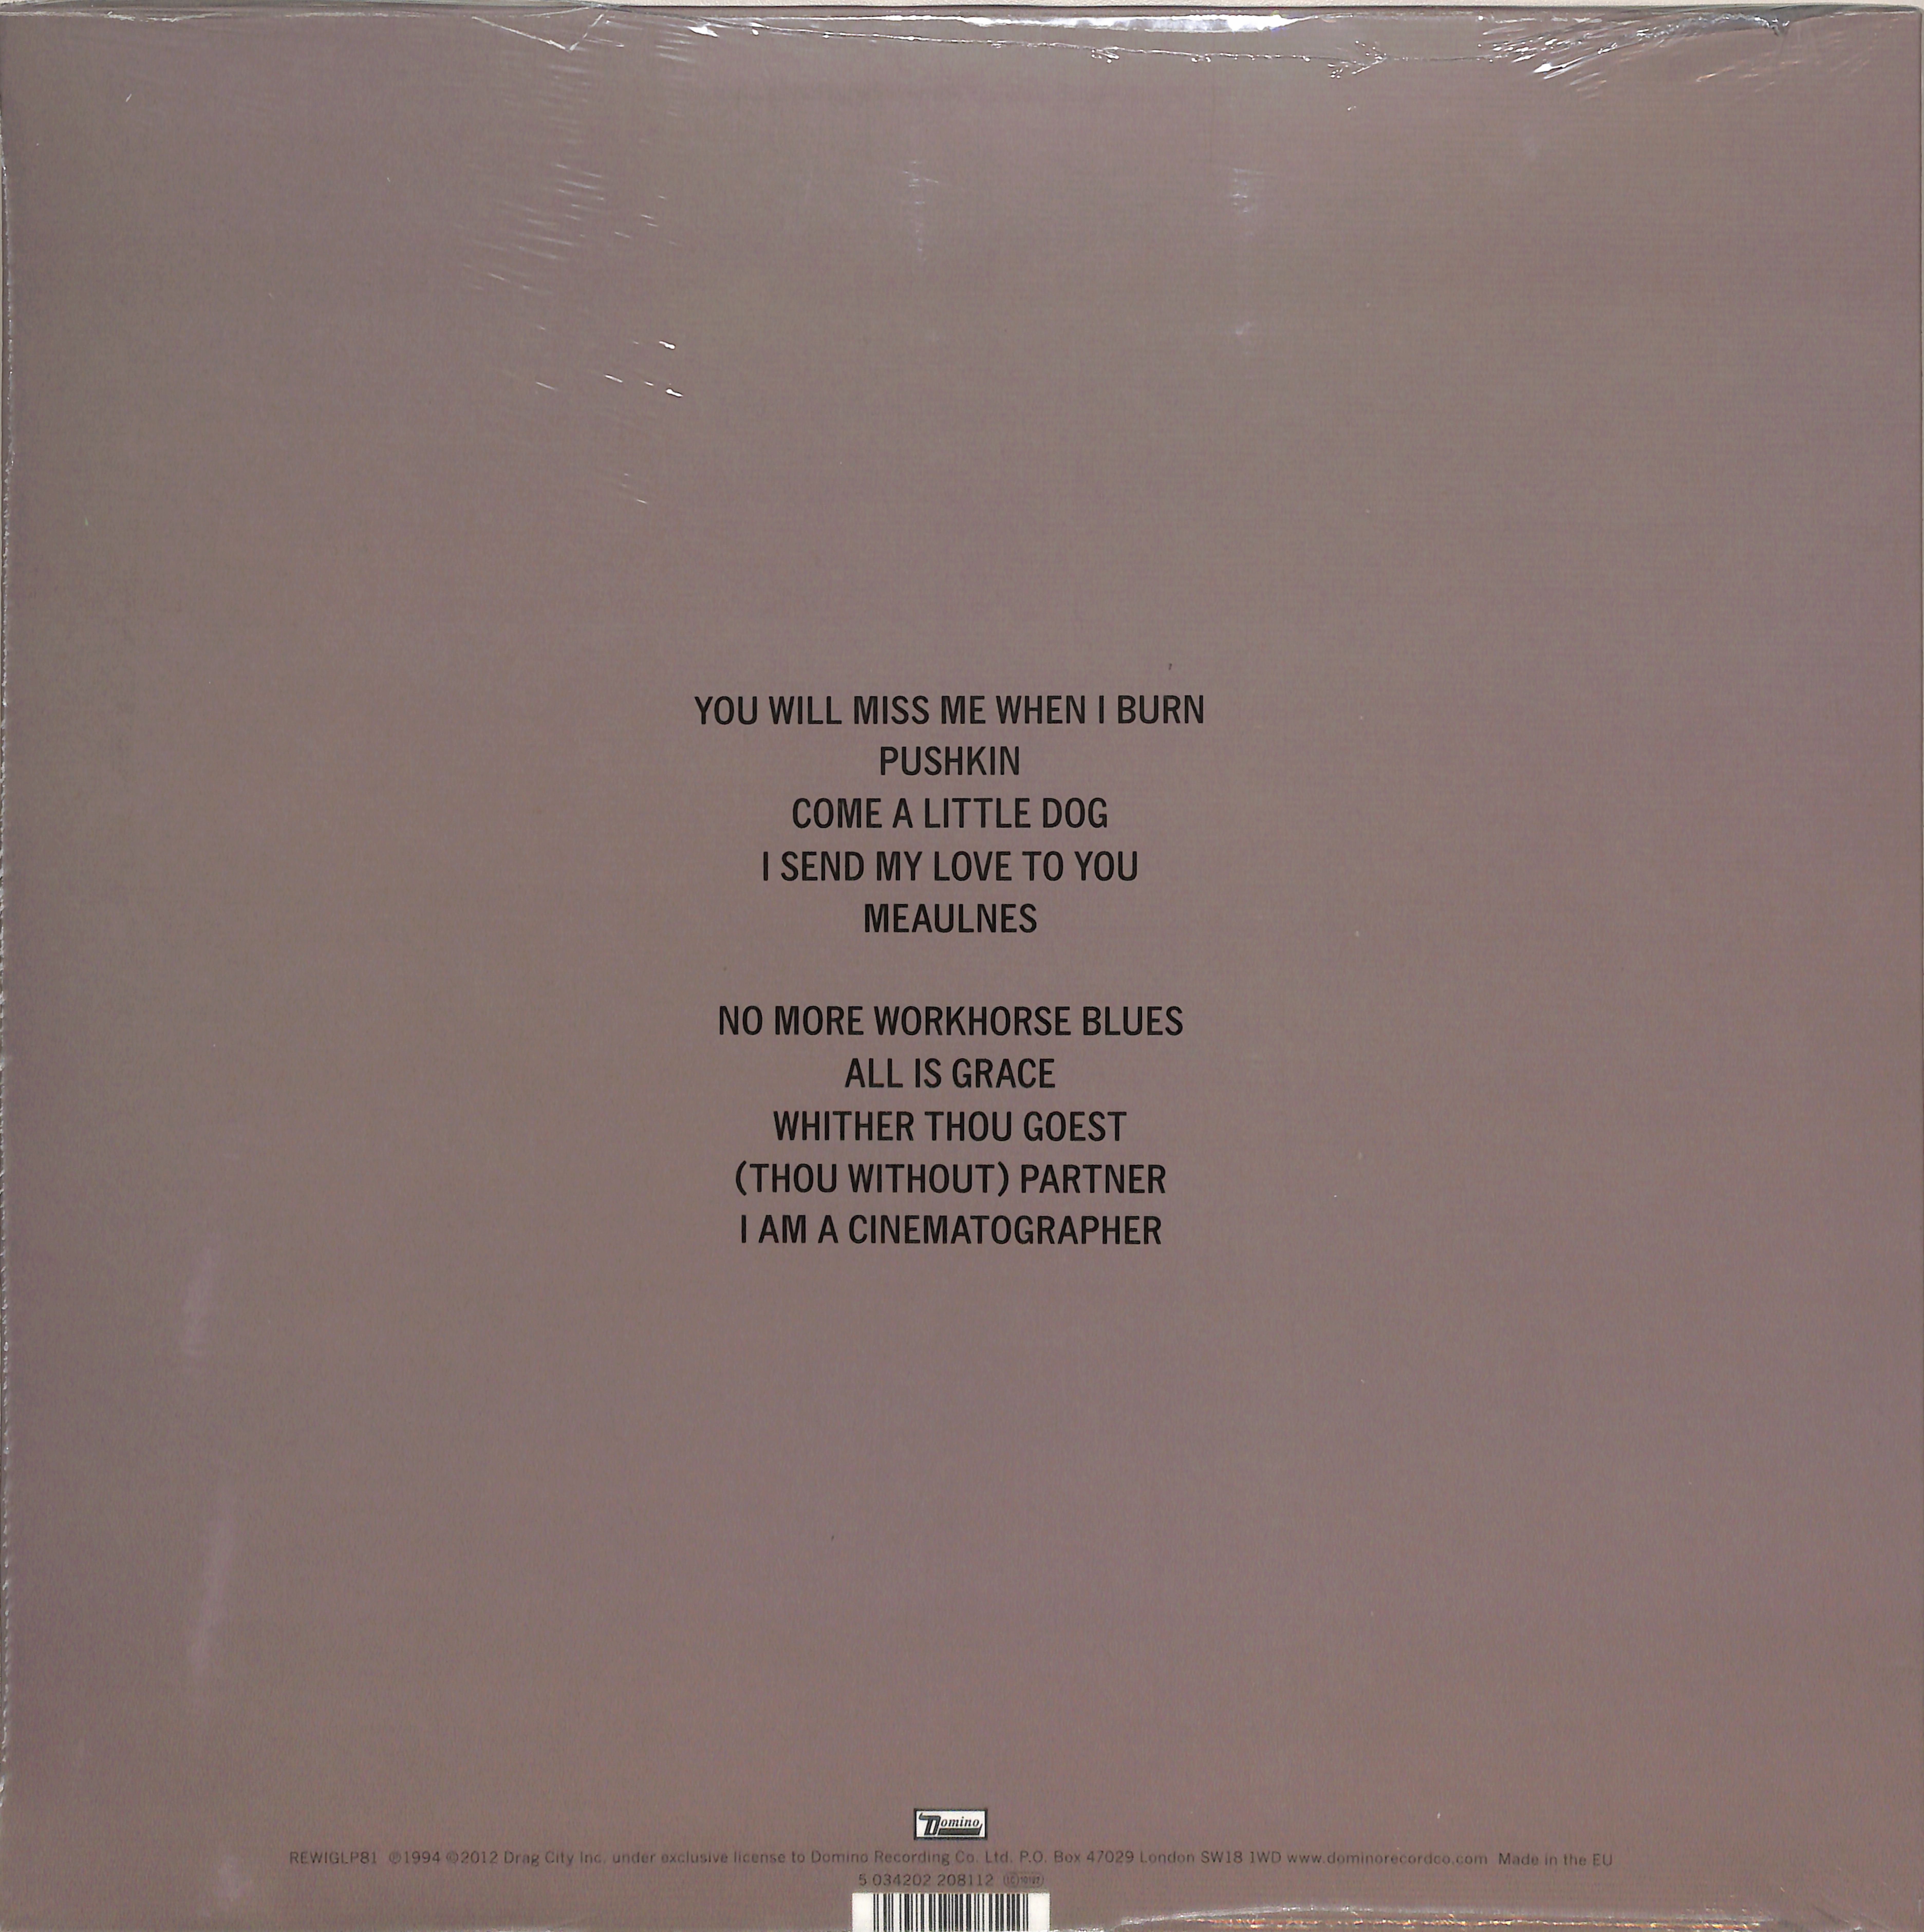 YOU WILL MISS ME WHEN I BURN
PUSHKIN
COME A LITTLE DOG
I SEND MY LOVE TO YOU
MEAULNES
NO MORE WORKHORSE BLUES
ALL IS GRACE
WHITHER THOU GOEST
(THOU WITHOUT) PARTNER
I AM A CINEMATOGRAPHER
Domino
REWIGLP81 ℗1994 ©2012 Drag City Inc. under exclusive license to Domino Recording Co. Ltd. P.O. Box 47029 London SW18 1WD www.dominorecordco.com Made in the EU
5 034202 208112